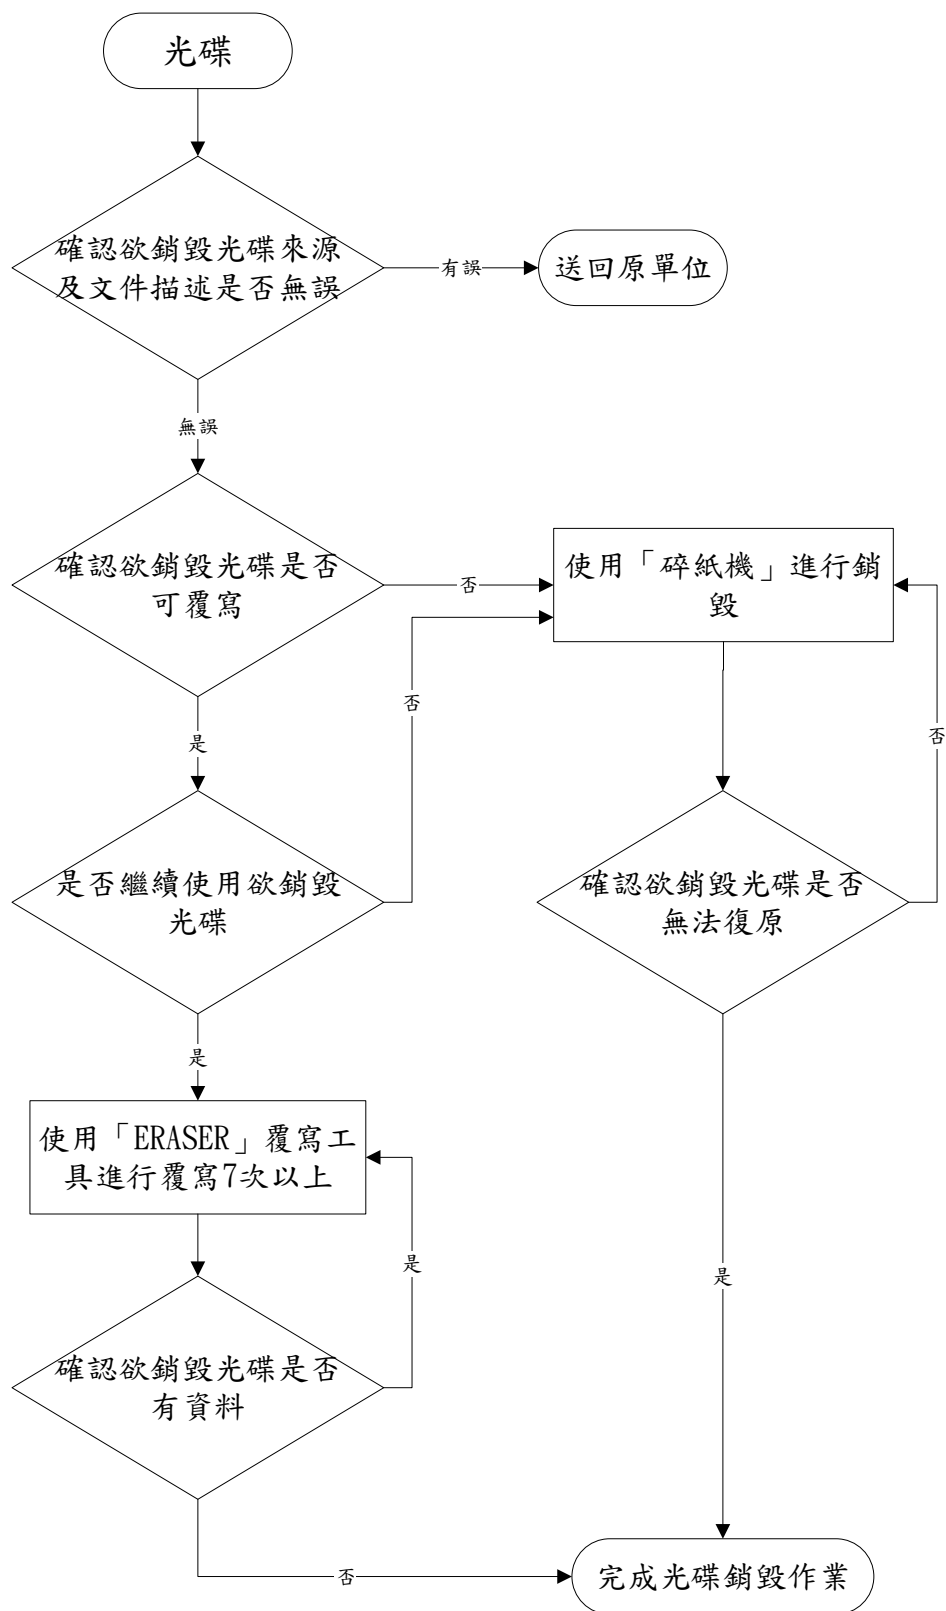 光碟
確認欲銷毀光碟來源
及文件描述是否無誤
有誤
送回原單位
無誤
確認欲銷毀光碟是否
可覆寫
否
使用「碎紙機」進行銷
毀
是
否
否
是否繼續使用欲銷毀
光碟
確認欲銷毀光碟是否
無法復原
是
使用「ERASER」覆寫工
具進行覆寫7次以上
是
是
確認欲銷毀光碟是否
有資料
否
完成光碟銷毀作業